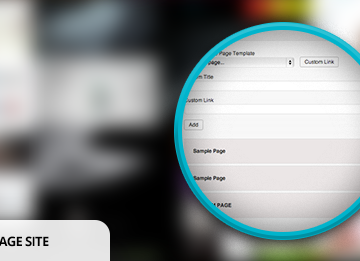 Page Template
page...
Custom Link
Title
Custom Link
Add
Sample Page
Sample Page
PAGE
AGE SITE